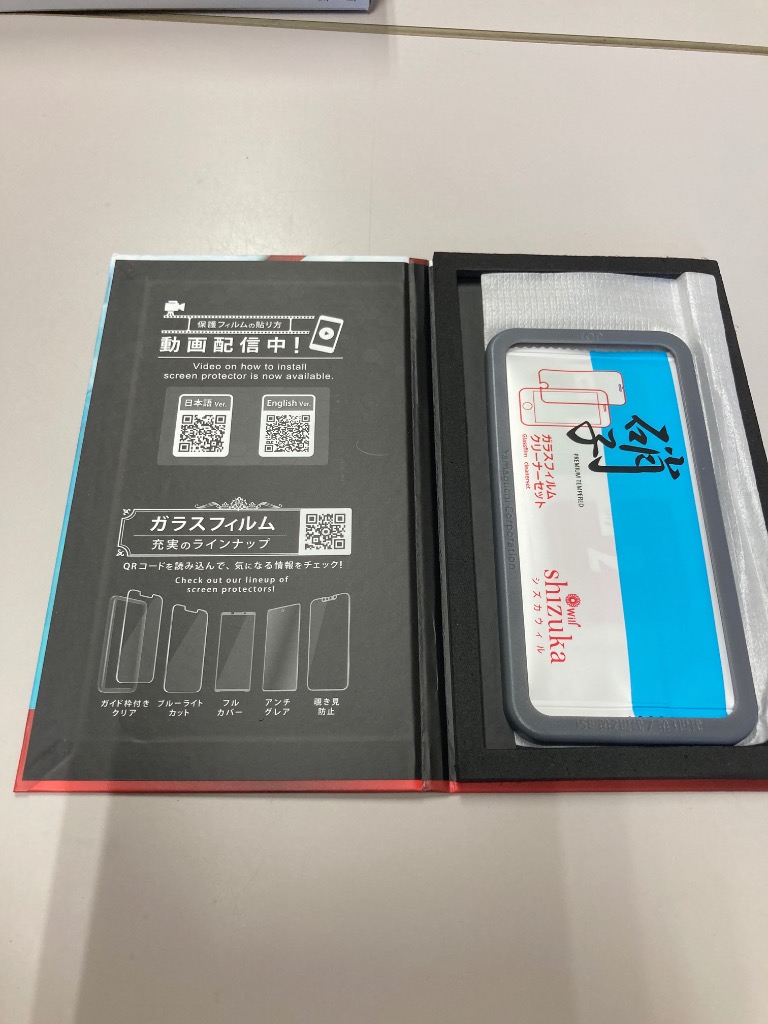 保護フィルムの貼り方
動画配信中！
Video on how to install
screen protector is now available.
日本語 Ver.
English Ver.
ガラスフィルム
充実のラインナップ
QRコードを読み込んで、気になる情報をチェック！
Check out our lineup of
screen protectors!
ガイド枠付き
クリア
ブルーライト
カット
フル
カバー
アンチ
グレア
覗き見
防止
PREMIUM TEMPERED
ガラスフィルム
クリーナーセット
Glassfilm cleanerset
shizuka
will
シズカウィル
Corporation